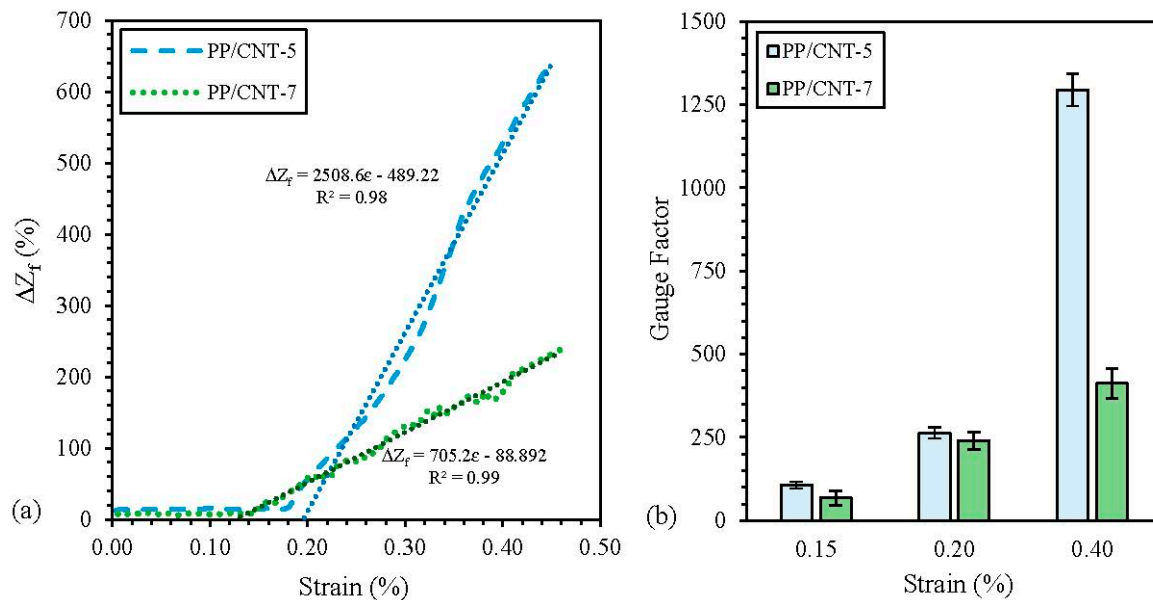 PP/CNT-5
PP/CNT-7
700
600
500
400
300
200
100
0
ΔZf (%)
ΔZf = 2508.6ε - 489.22
R² = 0.98
ΔZf = 705.2ε - 88.892
R² = 0.99
(a)
0.00 0.10 0.20 0.30 0.40 0.50
Strain (%)
PP/CNT-5
PP/CNT-7
1500
1250
1000
750
500
250
0
Gauge Factor
(b)
0.15 0.20 0.40
Strain (%)